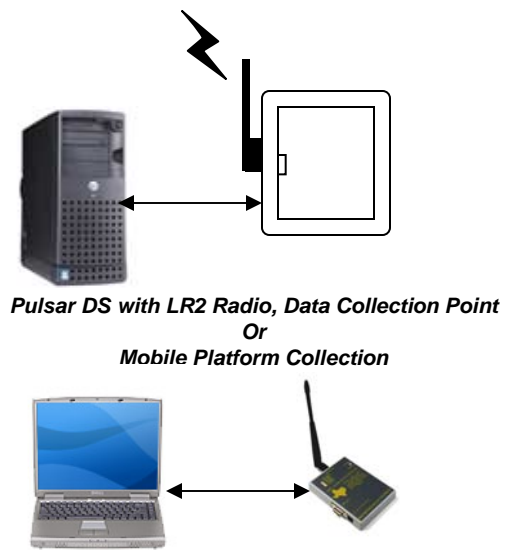 Pulsar DS with LR2 Radio, Data Collection Point
Or
Mobile Platform Collection